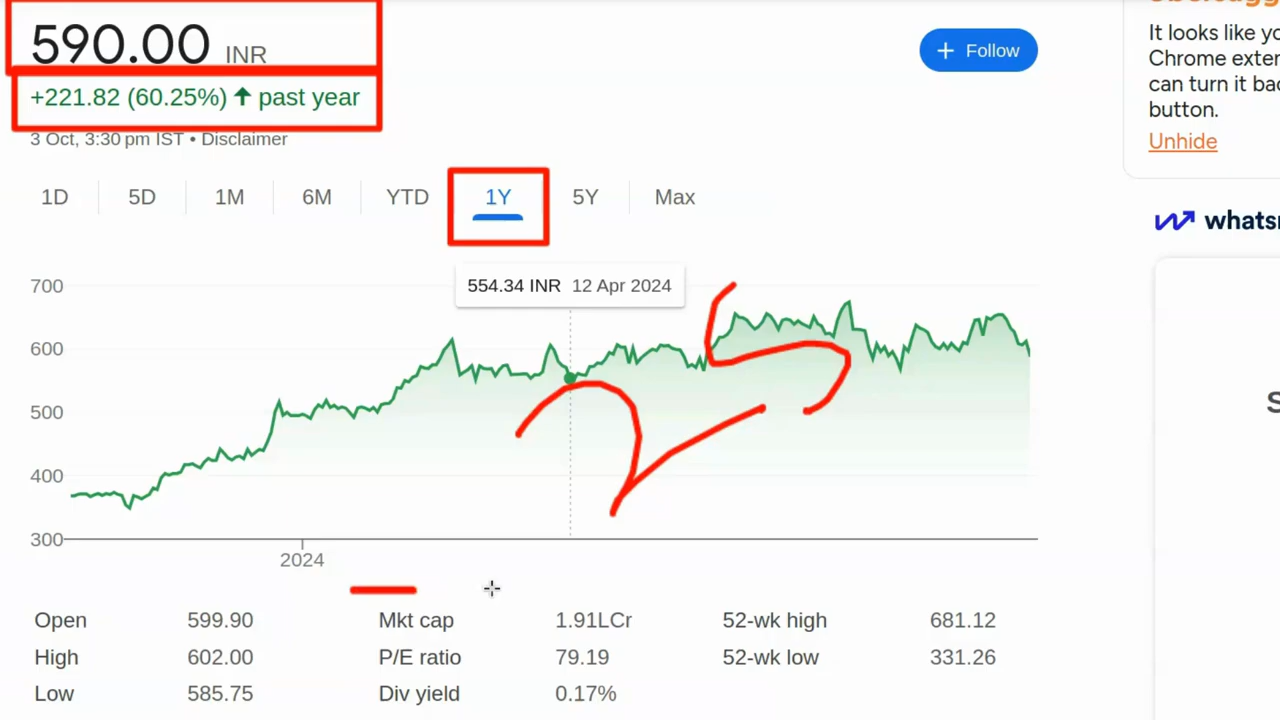 590.00 INR
+ Follow
+221.82 (60.25%) ↑ past year
3 Oct, 3:30 pm IST • Disclaimer
1D 5D 1M 6M YTD 1Y 5Y Max
554.34 INR 12 Apr 2024
700
600
500
400
300
2024
Open 599.90 Mkt cap 1.91LCr 52-wk high 681.12
High 602.00 P/E ratio 79.19 52-wk low 331.26
Low 585.75 Div yield 0.17%
It looks like
Chrome
can turn it
button.
Unhide
25